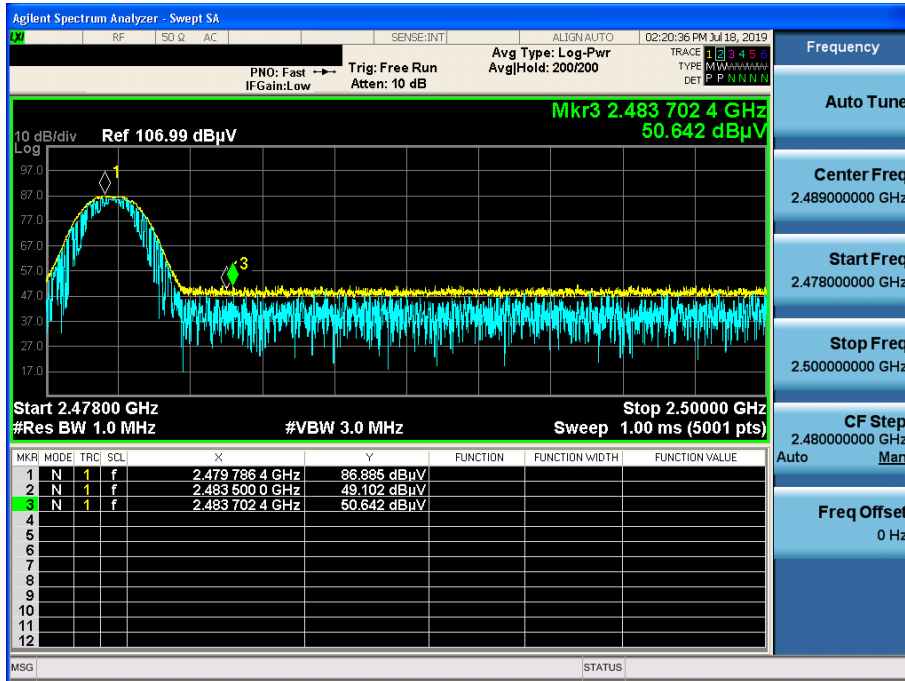 Agilent Spectrum Analyzer - Swept SA
LXI RF 50 Ω AC SENSE:INT ALIGN AUTO 02:20:36 PM Jul 18, 2019
PNO: Fast
IFGain:Low
Trig: Free Run
Atten: 10 dB
Avg Type: Log-Pwr
Avg|Hold: 200/200
TRACE 1 2 3 4 5 6
TYPE M
DET P P N N N N
Mkr3 2.483 702 4 GHz
50.642 dBµV
10 dB/div Ref 106.99 dBµV
Log
97.0
87.0
77.0
67.0
57.0
47.0
37.0
27.0
17.0
1
3
Start 2.47800 GHz Stop 2.50000 GHz
#Res BW 1.0 MHz #VBW 3.0 MHz Sweep 1.00 ms (5001 pts)
MKR MODE TRC SCL X Y FUNCTION FUNCTION WIDTH FUNCTION VALUE
1 N 1 f 2.479 786 4 GHz 86.885 dBµV
2 N 1 f 2.483 500 0 GHz 49.102 dBµV
3 N 1 f 2.483 702 4 GHz 50.642 dBµV
4
5
6
7
8
9
10
11
12
MSG STATUS
Frequency
Auto Tune
Center Freq
2.489000000 GHz
Start Freq
2.478000000 GHz
Stop Freq
2.500000000 GHz
CF Step
2.480000000 GHz
Auto Man
Freq Offset
0 Hz